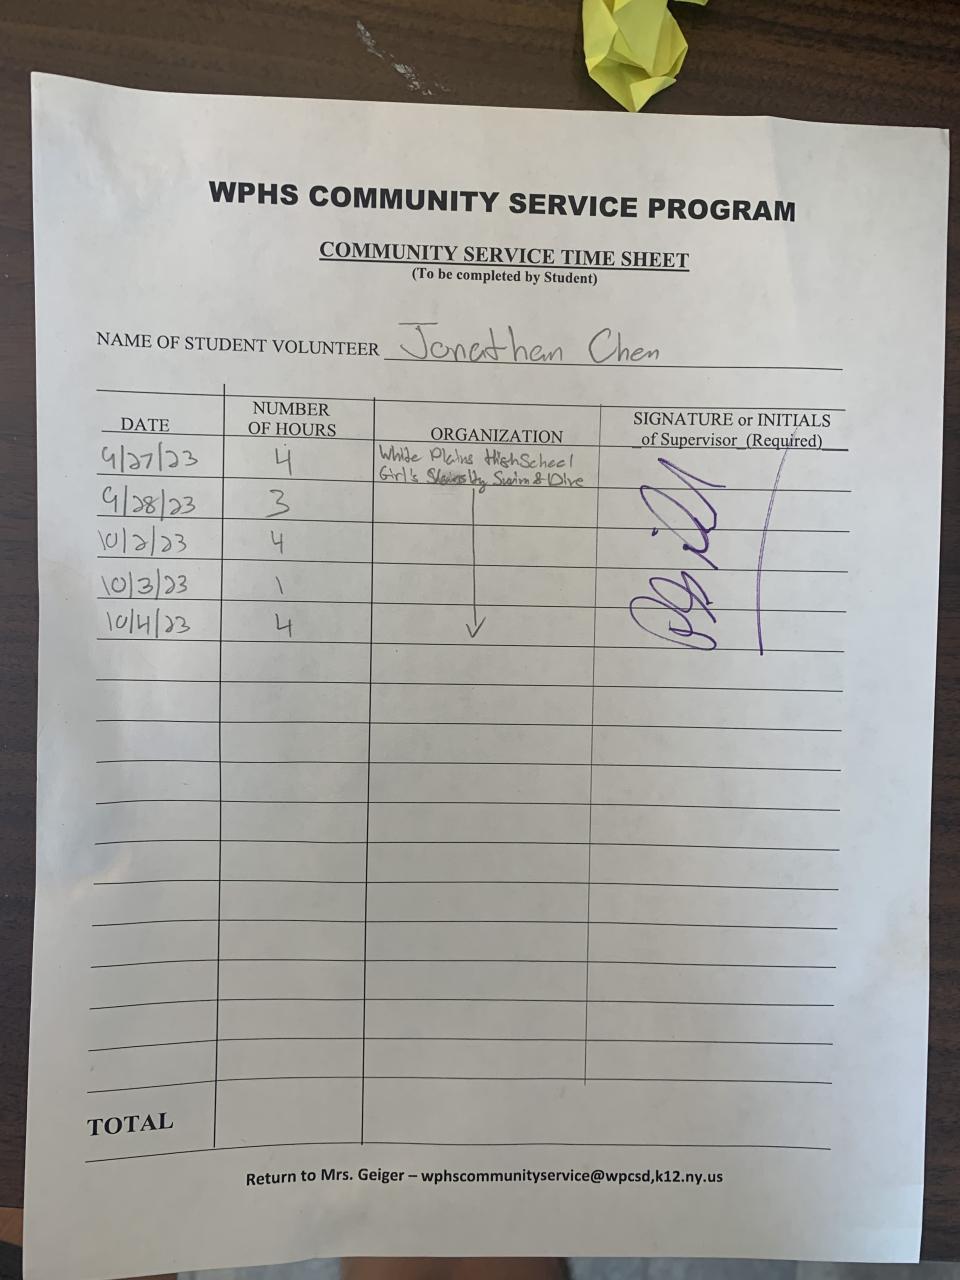 WPHS COMMUNITY SERVICE PROGRAM
COMMUNITY SERVICE TIME SHEET
(To be completed by Student)
NAME OF STUDENT VOLUNTEER Jonathan Chen
DATE NUMBER OF HOURS ORGANIZATION SIGNATURE or INITIALS of Supervisor (Required)
9/27/23 4 White Plains High School
Girl's Swim & Dive
9/28/23 3
10/2/23 4
10/3/23 1
10/4/23 4
TOTAL
Return to Mrs. Geiger – wphscommunityservice@wpcsd,k12.ny.us